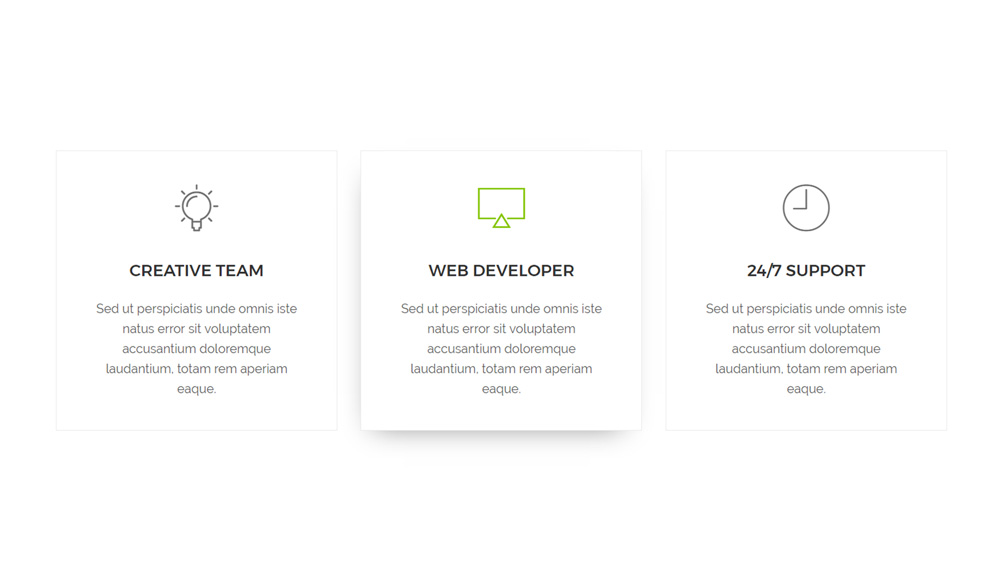 CREATIVE TEAM
Sed ut perspiciatis unde omnis iste
natus error sit voluptatem
accusantium doloremque
laudantium, totam rem aperiam
eaque.
WEB DEVELOPER
Sed ut perspiciatis unde omnis iste
natus error sit voluptatem
accusantium doloremque
laudantium, totam rem aperiam
eaque.
24/7 SUPPORT
Sed ut perspiciatis unde omnis iste
natus error sit voluptatem
accusantium doloremque
laudantium, totam rem aperiam
eaque.